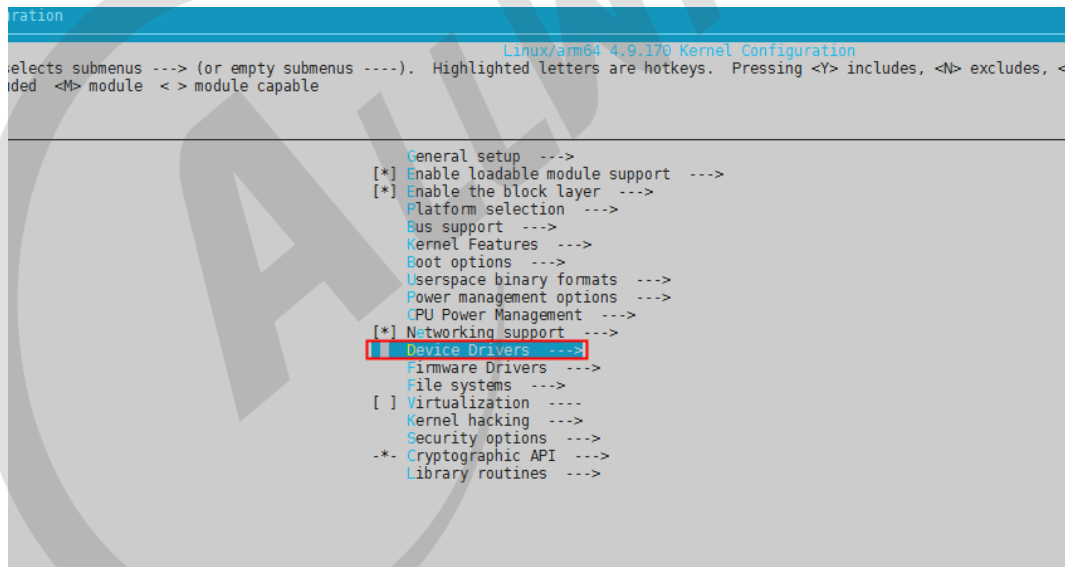 uration
Linux/arm64 4.9.170 Kernel Configuration
selects submenus ---> (or empty submenus ----). Highlighted letters are hotkeys. Pressing <Y> includes, <N> excludes, <
uded <M> module < > module capable
General setup --->
[*] Enable loadable module support --->
[*] Enable the block layer --->
Platform selection --->
Bus support --->
Kernel Features --->
Boot options --->
Userspace binary formats --->
Power management options --->
CPU Power Management --->
[*] Networking support --->
Device Drivers --->
Firmware Drivers --->
File systems --->
[ ] Virtualization ----
Kernel hacking --->
Security options --->
-*- Cryptographic API --->
Library routines --->